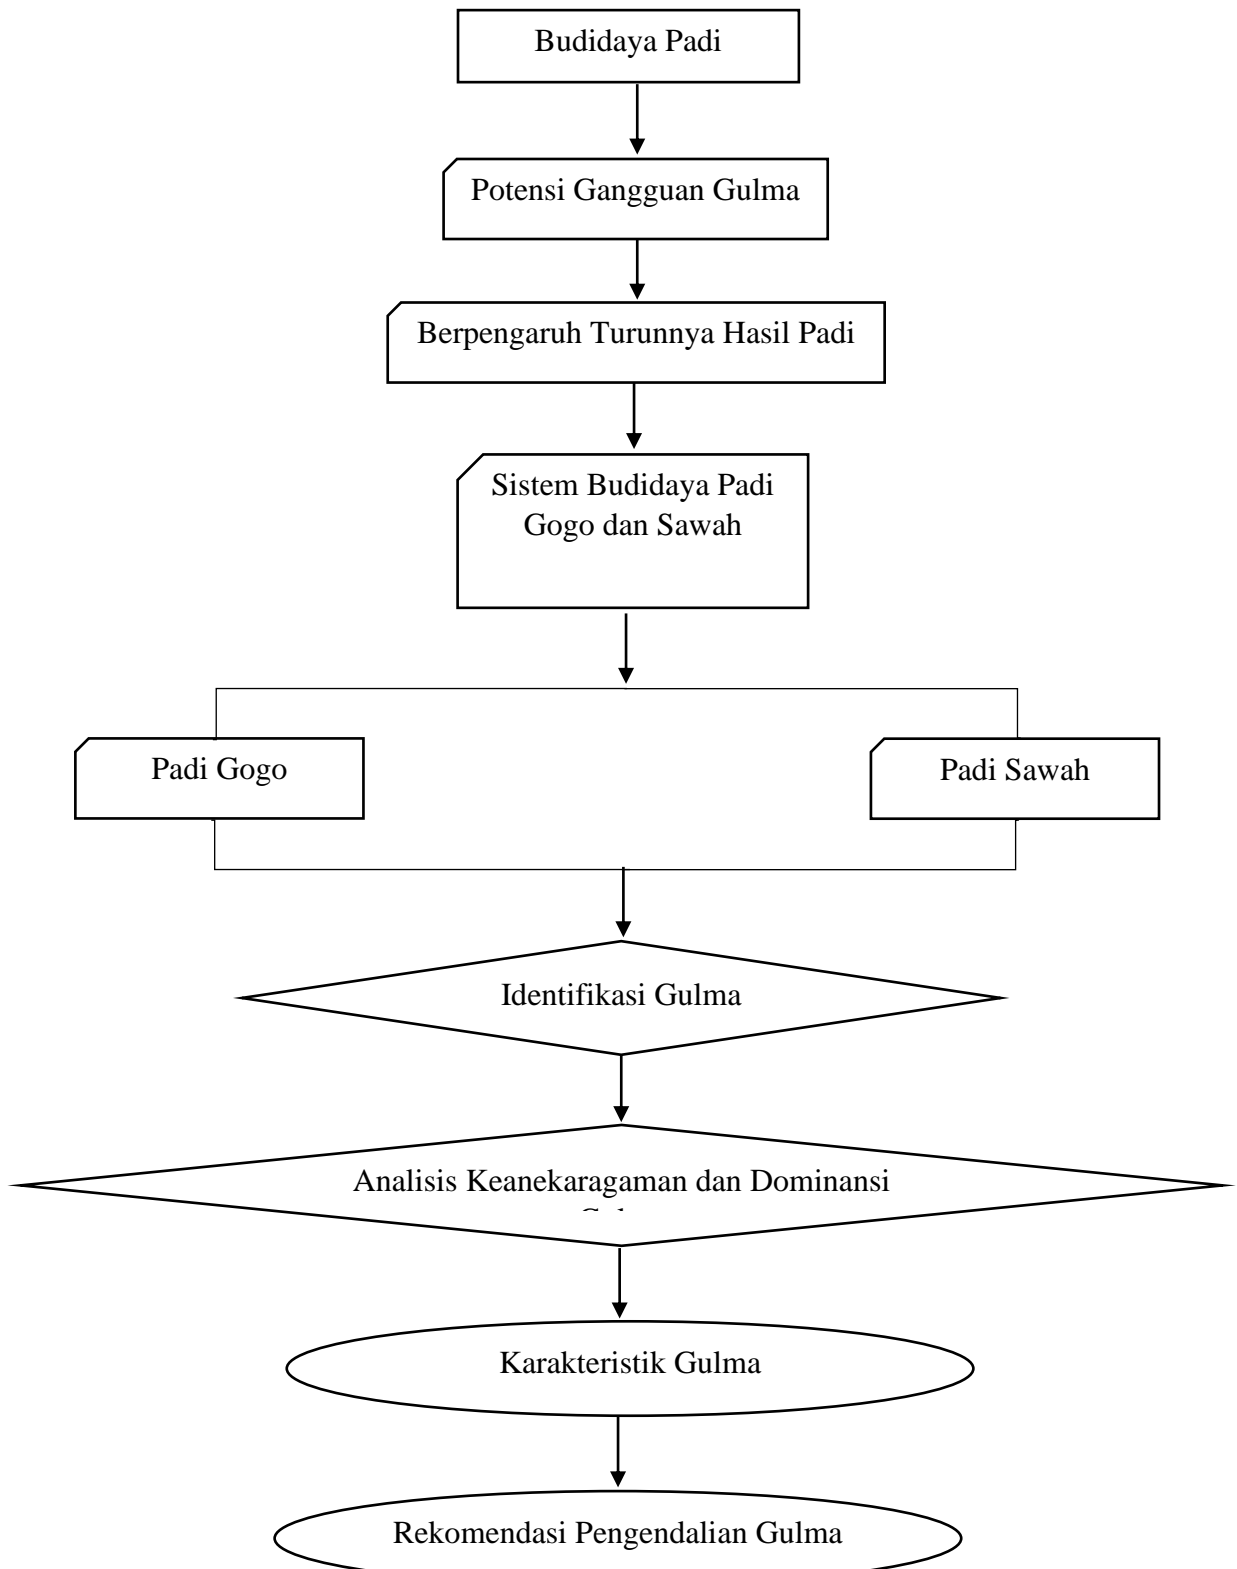 Budidaya Padi
Potensi Gangguan Gulma
Berpengaruh Turunnya Hasil Padi
Sistem Budidaya Padi
Gogo dan Sawah
Padi Gogo
Padi Sawah
Identifikasi Gulma
Analisis Keanekaragaman dan Dominansi
Karakteristik Gulma
Rekomendasi Pengendalian Gulma